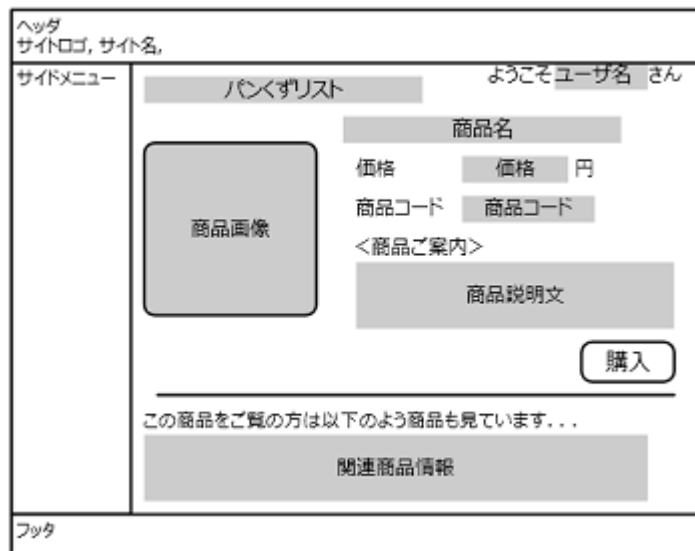 ヘッダ
サイトロゴ, サイト名,
サイドメニュー
パンくずリスト
ようこそ ユーザ名 さん
商品画像
商品名
価格 価格 円
商品コード 商品コード
<商品ご案内>
商品説明文
購入
この商品をご覧の方は以下のよう商品も見ています...
関連商品情報
フッタ